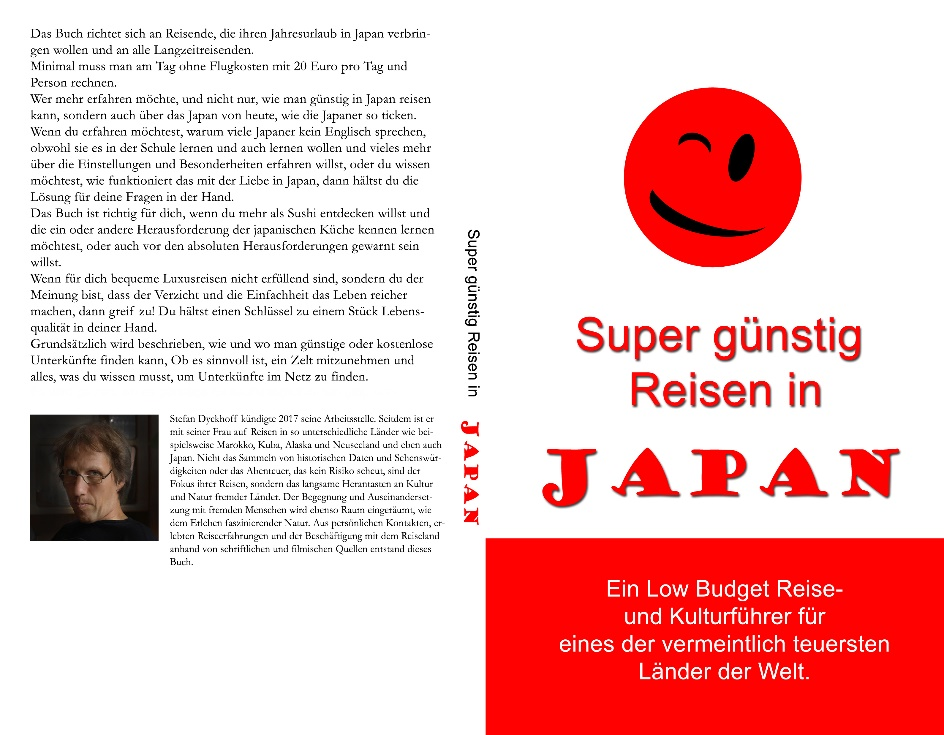 Das Buch richtet sich an Reisende, die ihren Jahresurlaub in Japan verbrin-
gen wollen und an alle Langzeitreisenden.
Minimal muss man am Tag ohne Flugkosten mit 20 Euro pro Tag und
Person rechnen.
Wer mehr erfahren möchte, und nicht nur, wie man günstig in Japan reisen
kann, sondern auch über das Japan von heute, wie die Japaner so ticken.
Wenn du erfahren möchtest, warum viele Japaner kein Englisch sprechen,
obwohl sie es in der Schule lernen und auch lernen wollen und vieles mehr
über die Einstellungen und Besonderheiten erfahren willst, oder du wissen
möchtest, wie funktioniert das mit der Liebe in Japan, dann hältst du die
Lösung für deine Fragen in der Hand.
Das Buch ist richtig für dich, wenn du mehr als Sushi entdecken willst und
die ein oder andere Herausforderung der japanischen Küche kennen lernen
möchtest, oder auch vor den absoluten Herausforderungen gewarnt sein
willst.
Wenn für dich bequeme Luxusreisen nicht erfüllend sind, sondern du der
Meinung bist, dass der Verzicht und die Einfachheit das Leben reicher
machen, dann greif zu! Du hältst einen Schlüssel zu einem Stück Lebens-
qualität in deiner Hand.
Grundsätzlich wird beschrieben, wie und wo man günstige oder kostenlose
Unterkünfte finden kann, Ob es sinnvoll ist, ein Zelt mitzunehmen und
alles, was du wissen musst, um Unterkünfte im Netz zu finden.
Stefan Dyckhoff kündigte 2017 seine Arbeitsstelle. Seitdem ist er
mit seiner Frau auf Reisen in so unterschiedliche Länder wie bei-
spielsweise Marokko, Kuba, Alaska und Neuseeland und eben auch
Japan. Nicht das Sammeln von historischen Daten und Sehenswür-
digkeiten oder das Abenteuer, das kein Risiko scheut, sind der
Fokus ihrer Reisen, sondern das langsame Herantasten an Kultur
und Natur fremder Länder. Der Begegnung und Auseinanderset-
zung mit fremden Menschen wird ebenso Raum eingeräumt, wie
dem Erleben faszinierender Natur. Aus persönlichen Kontakten, er-
lebten Reiseerfahrungen und der Beschäftigung mit dem Reiseland
anhand von schriftlichen und filmischen Quellen entstand dieses
Buch.
Super günstig Reisen in JAPAN
Super günstig
Reisen in
JAPAN
Ein Low Budget Reise-
und Kulturführer für
eines der vermeintlich teuersten
Länder der Welt.